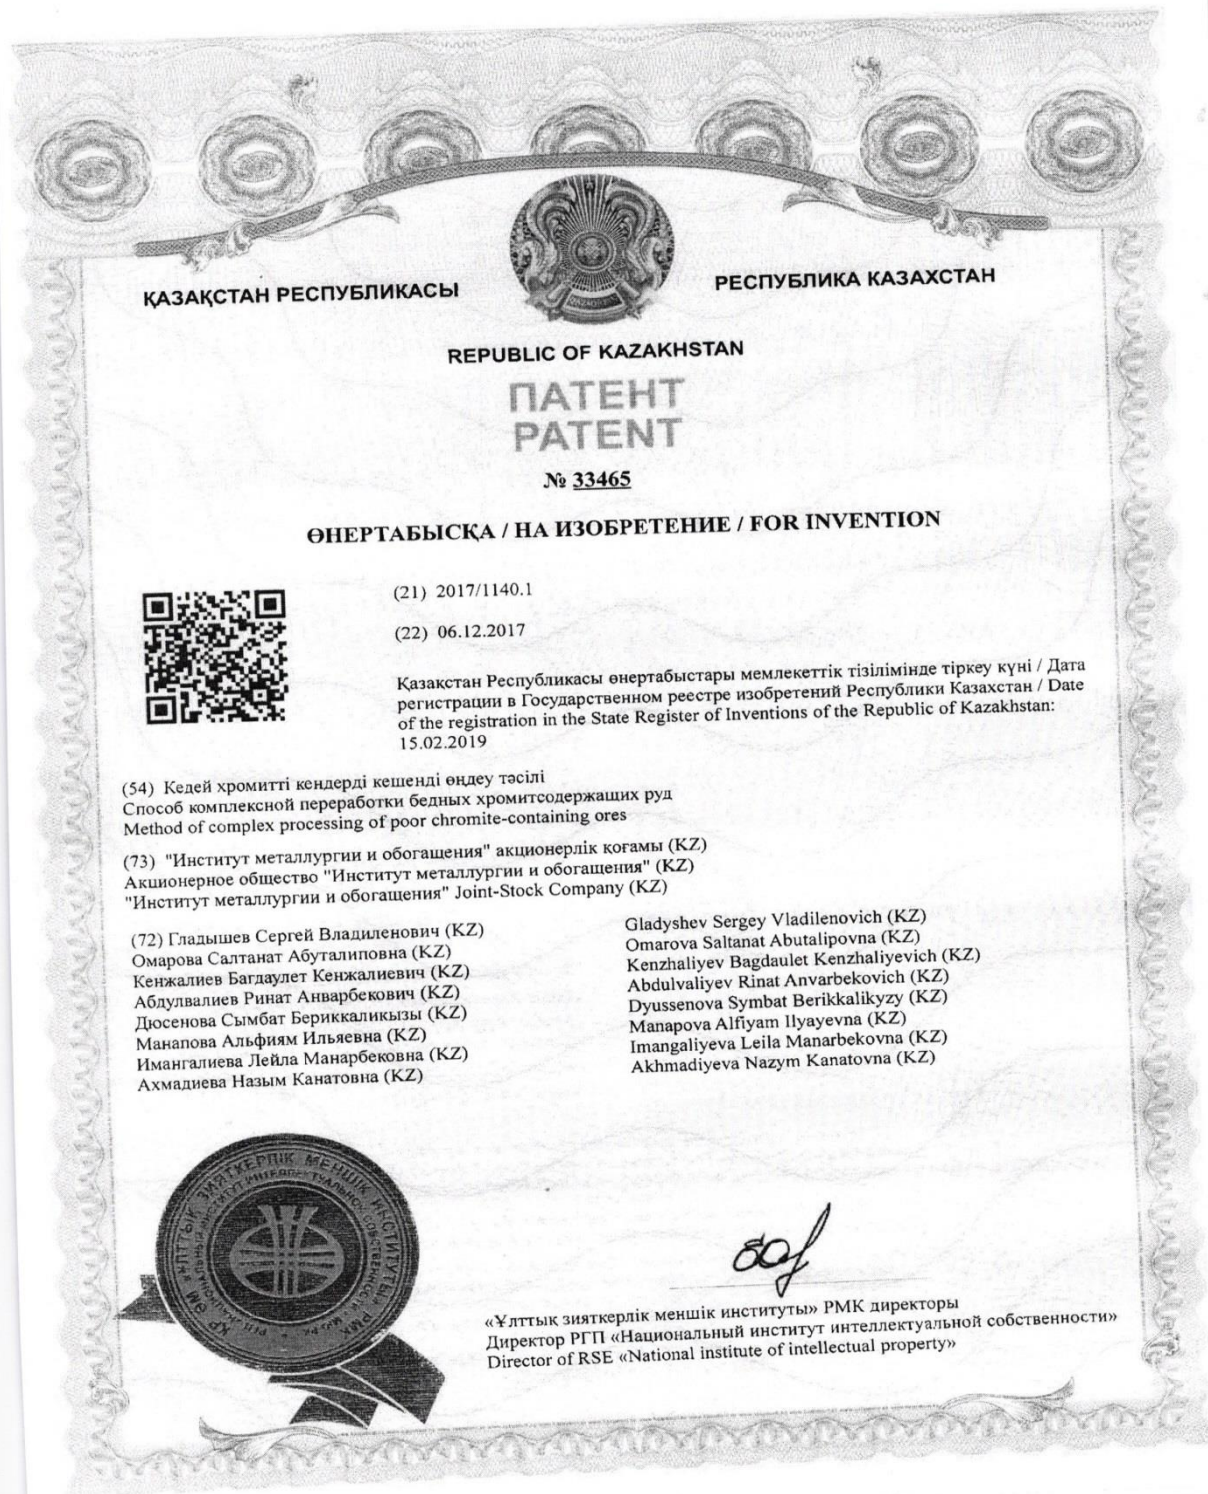 ҚАЗАҚСТАН РЕСПУБЛИКАСЫ
РЕСПУБЛИКА КАЗАХСТАН
REPUBLIC OF KAZAKHSTAN
ПАТЕНТ
PATENT
№ 33465
ӨНЕРТАБЫСҚА / НА ИЗОБРЕТЕНИЕ / FOR INVENTION
(21) 2017/1140.1
(22) 06.12.2017
Қазақстан Республикасы өнертабыстары мемлекеттік тізілімінде тіркеу күні / Дата
регистрации в Государственном реестре изобретений Республики Казахстан / Date
of the registration in the State Register of Inventions of the Republic of Kazakhstan:
15.02.2019
(54) Кедей хромитті кендерді кешенді өңдеу тәсілі
Способ комплексной переработки бедных хромитсодержащих руд
Method of complex processing of poor chromite-containing ores
(73) "Институт металлургии и обогащения" акционерлік қоғамы (KZ)
Акционерное общество "Институт металлургии и обогащения" (KZ)
"Институт металлургии и обогащения" Joint-Stock Company (KZ)
(72) Гладышев Сергей Владиленович (KZ)
Омарова Салтанат Абуталиповна (KZ)
Кенжалиев Багдаулет Кенжалиевич (KZ)
Абдулвалиев Ринат Анварбекович (KZ)
Дюсенова Сымбат Бериккаликызы (KZ)
Манапова Альфиям Ильяевна (KZ)
Имангалиева Лейла Манарбековна (KZ)
Ахмадиева Назым Канатовна (KZ)
Gladyshev Sergey Vladilenovich (KZ)
Omarova Saltanat Abutalipovna (KZ)
Kenzhaliyev Bagdaulet Kenzhaliyevich (KZ)
Abdulvaliyev Rinat Anvarbekovich (KZ)
Dyussenova Symbat Berikkalikyzy (KZ)
Manapova Alfiyam Ilyayevna (KZ)
Imangaliyeva Leila Manarbekovna (KZ)
Akhmadiyeva Nazym Kanatovna (KZ)
ҚР ӘМ ҰЛТТЫҚ ЗИЯТКЕРЛІК МЕНШІК ИНСТИТУТЫ РМК
«Ұлттық зияткерлік меншік институты» РМК директоры
Директор РГП «Национальный институт интеллектуальной собственности»
Director of RSE «National institute of intellectual property»